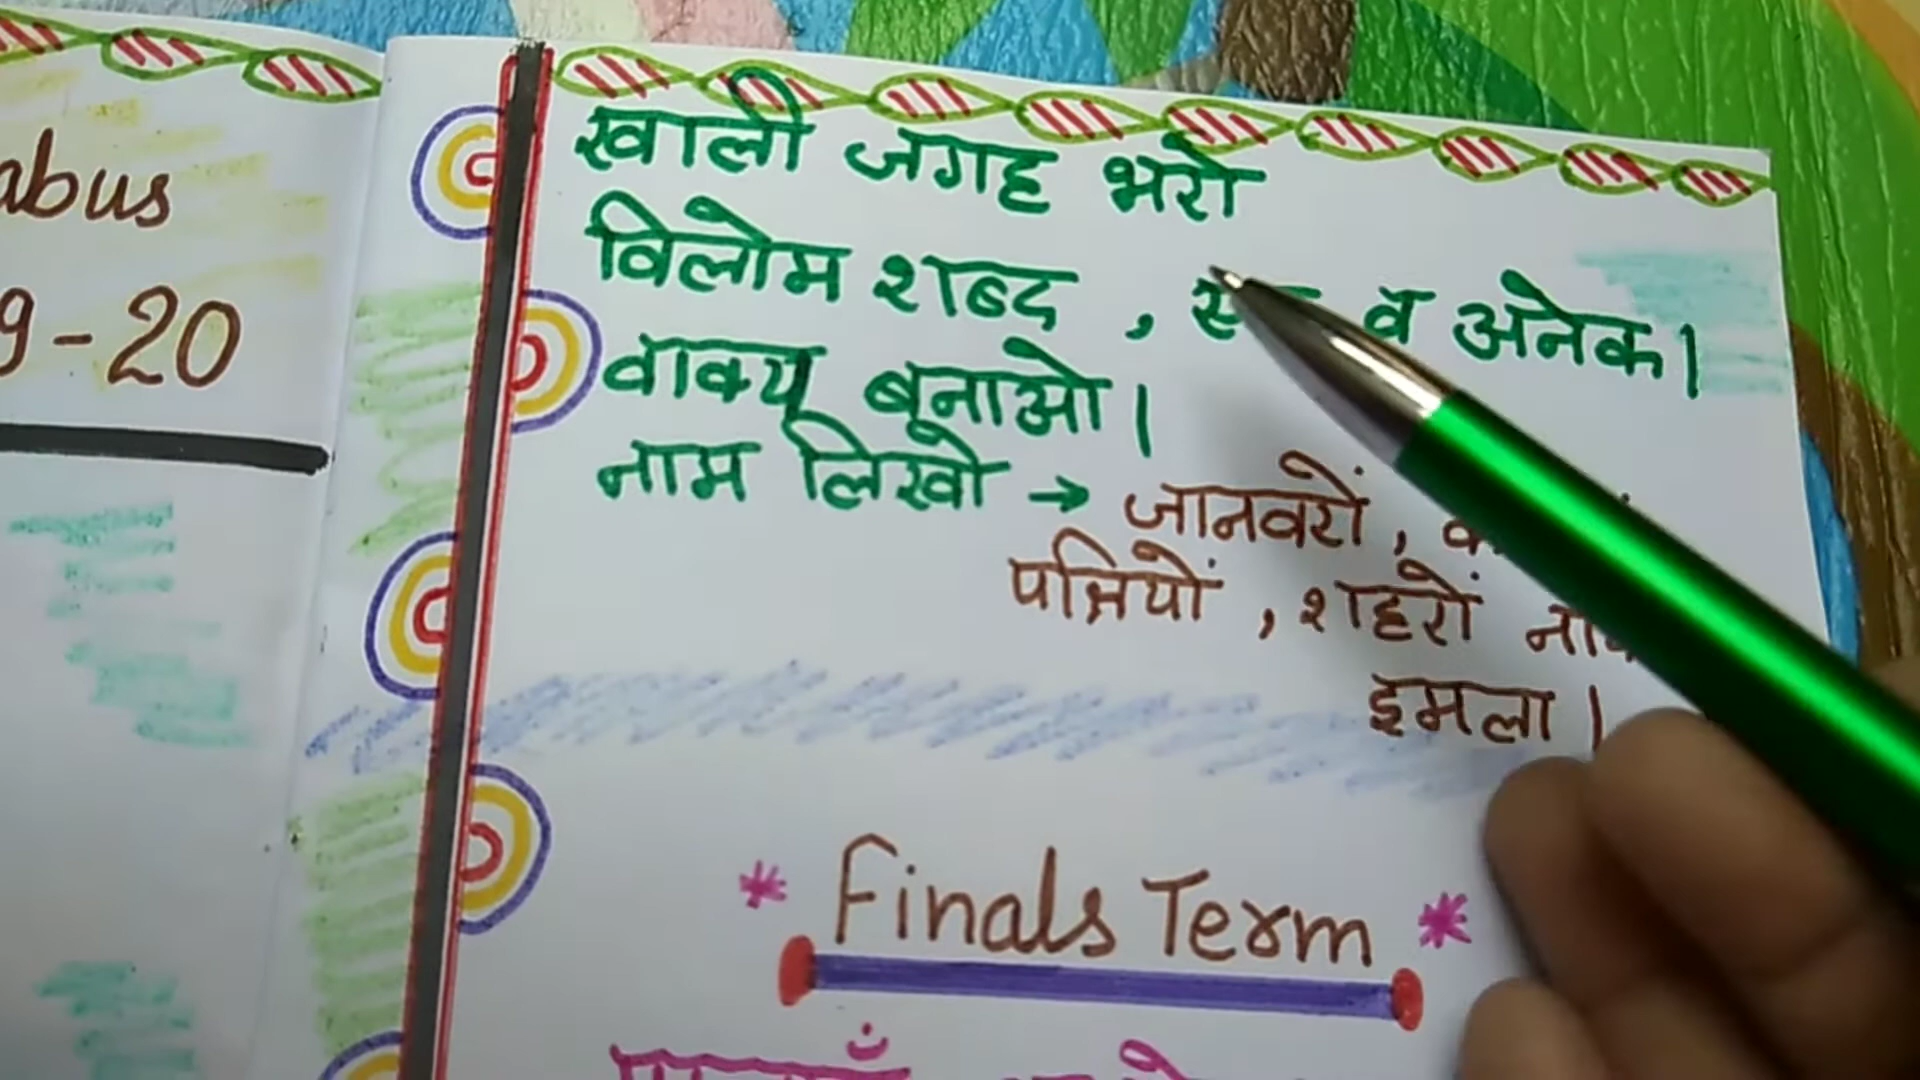 abus
9-20
खाली जगह भरो
विलोम शब्द , व अनेक।
वाक्य बनाओ।
नाम लिखो → जानवरों,
पक्षियों , शहरों
इमला।
* Finals Term *